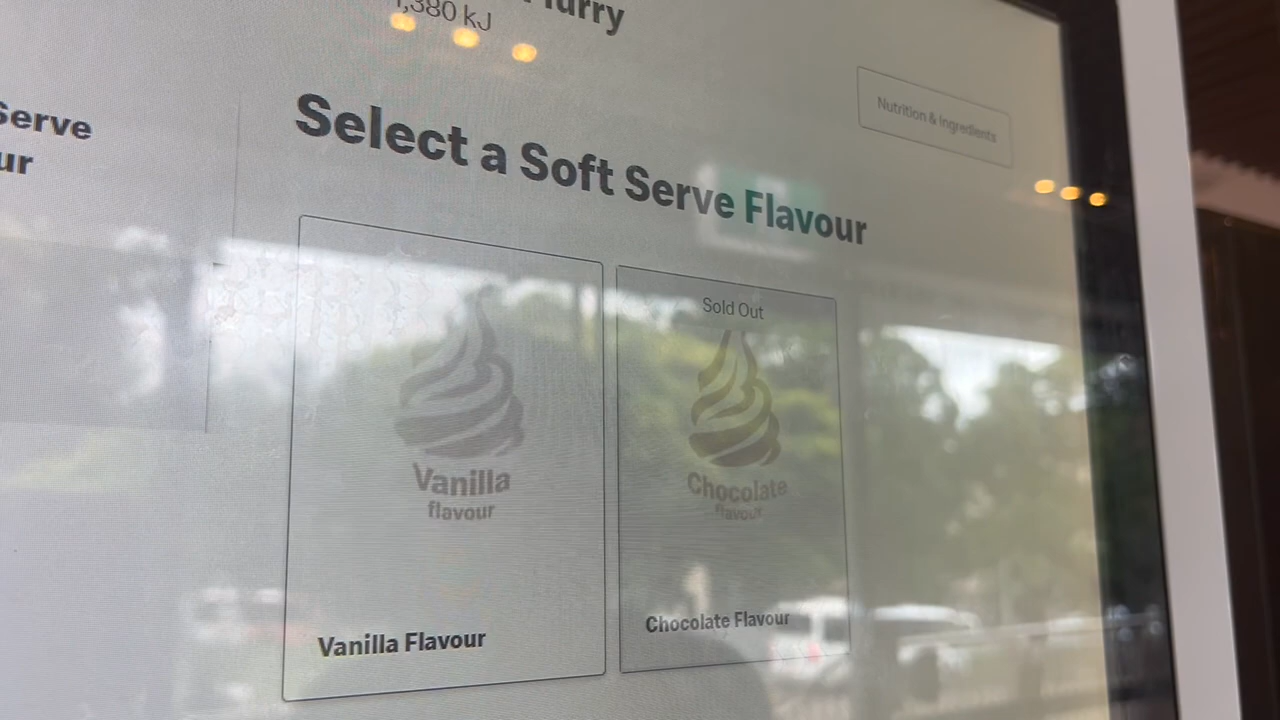 1,380 kJ
Serve
Select a Soft Serve Flavour
Nutrition & Ingredients
Sold Out
Vanilla
flavour
Chocolate
flavour
Vanilla Flavour
Chocolate Flavour